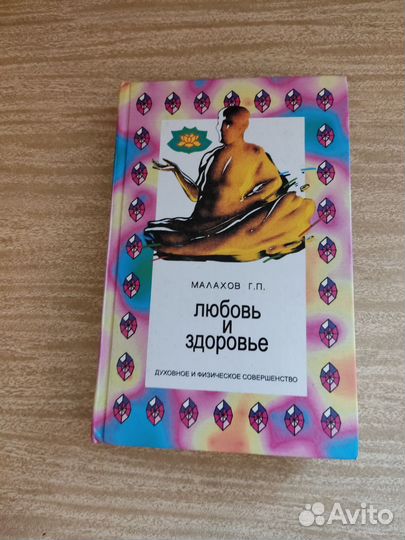 МАЛАХОВ Г.П.
ЛЮБОВЬ
И
ЗДОРОВЬЕ
ДУХОВНОЕ И ФИЗИЧЕСКОЕ СОВЕРШЕНСТВО
Avito